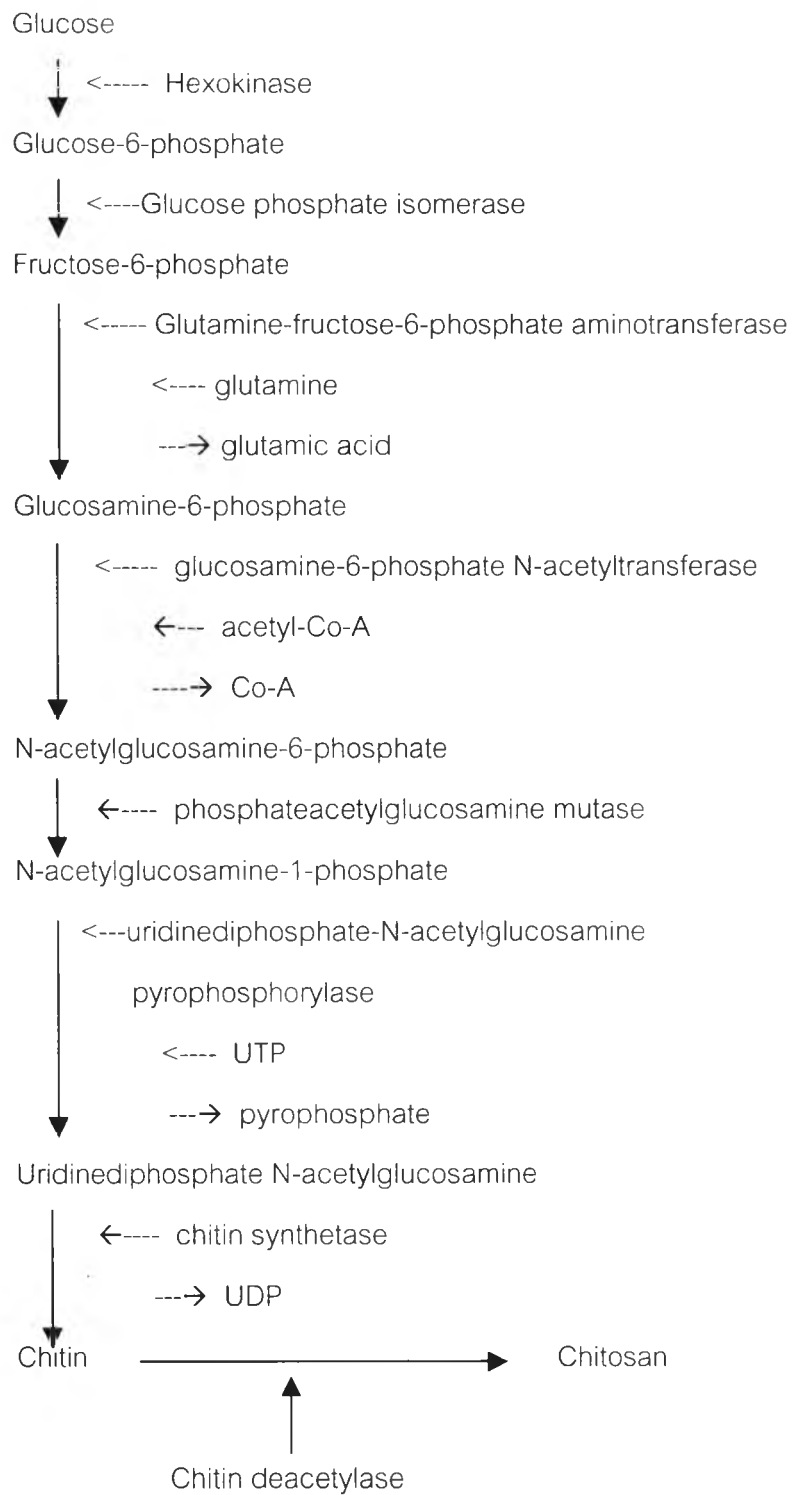 Glucose
<----- Hexokinase
Glucose-6-phosphate
<----Glucose phosphate isomerase
Fructose-6-phosphate
<----- Glutamine-fructose-6-phosphate aminotransferase
<---- glutamine
---→ glutamic acid
Glucosamine-6-phosphate
<----- glucosamine-6-phosphate N-acetyltransferase
←--- acetyl-Co-A
----→ Co-A
N-acetylglucosamine-6-phosphate
←---- phosphateacetylglucosamine mutase
N-acetylglucosamine-1-phosphate
<---uridinediphosphate-N-acetylglucosamine
pyrophosphorylase
<---- UTP
---→ pyrophosphate
Uridinediphosphate N-acetylglucosamine
←---- chitin synthetase
---→ UDP
Chitin Chitosan
Chitin deacetylase